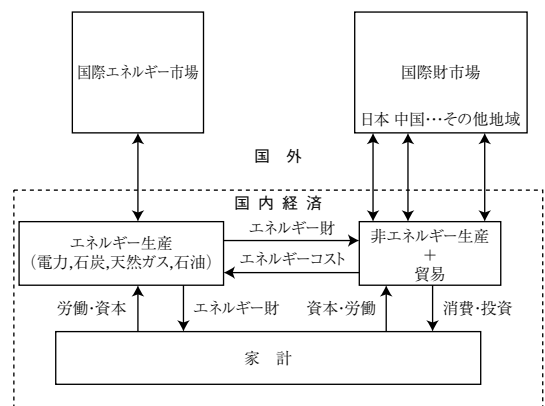 国際エネルギー市場
国際財市場
日本 中国…その他地域
国 外
国 内 経 済
エネルギー生産
(電力,石炭,天然ガス,石油)
エネルギー財
エネルギーコスト
非エネルギー生産
+
貿易
労働・資本
エネルギー財
資本・労働
消費・投資
家 計